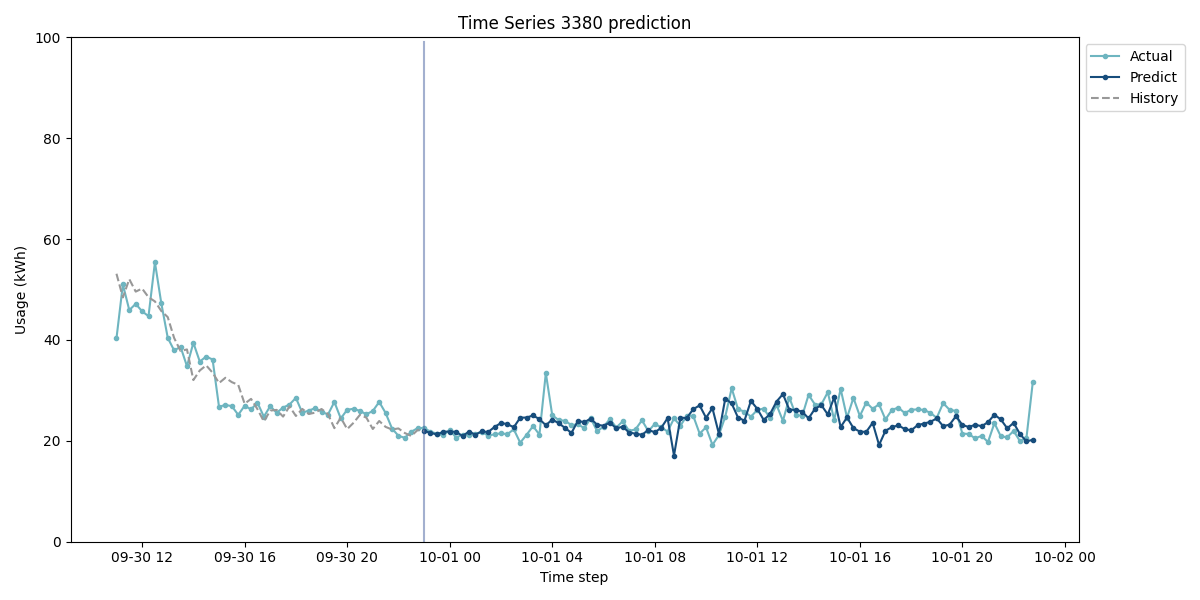 Time Series 3380 prediction
100
80
60
40
20
0
Usage (kWh)
09-30 12
09-30 16
09-30 20
10-01 00
10-01 04
10-01 08
10-01 12
10-01 16
10-01 20
10-02 00
Time step
Actual
Predict
History